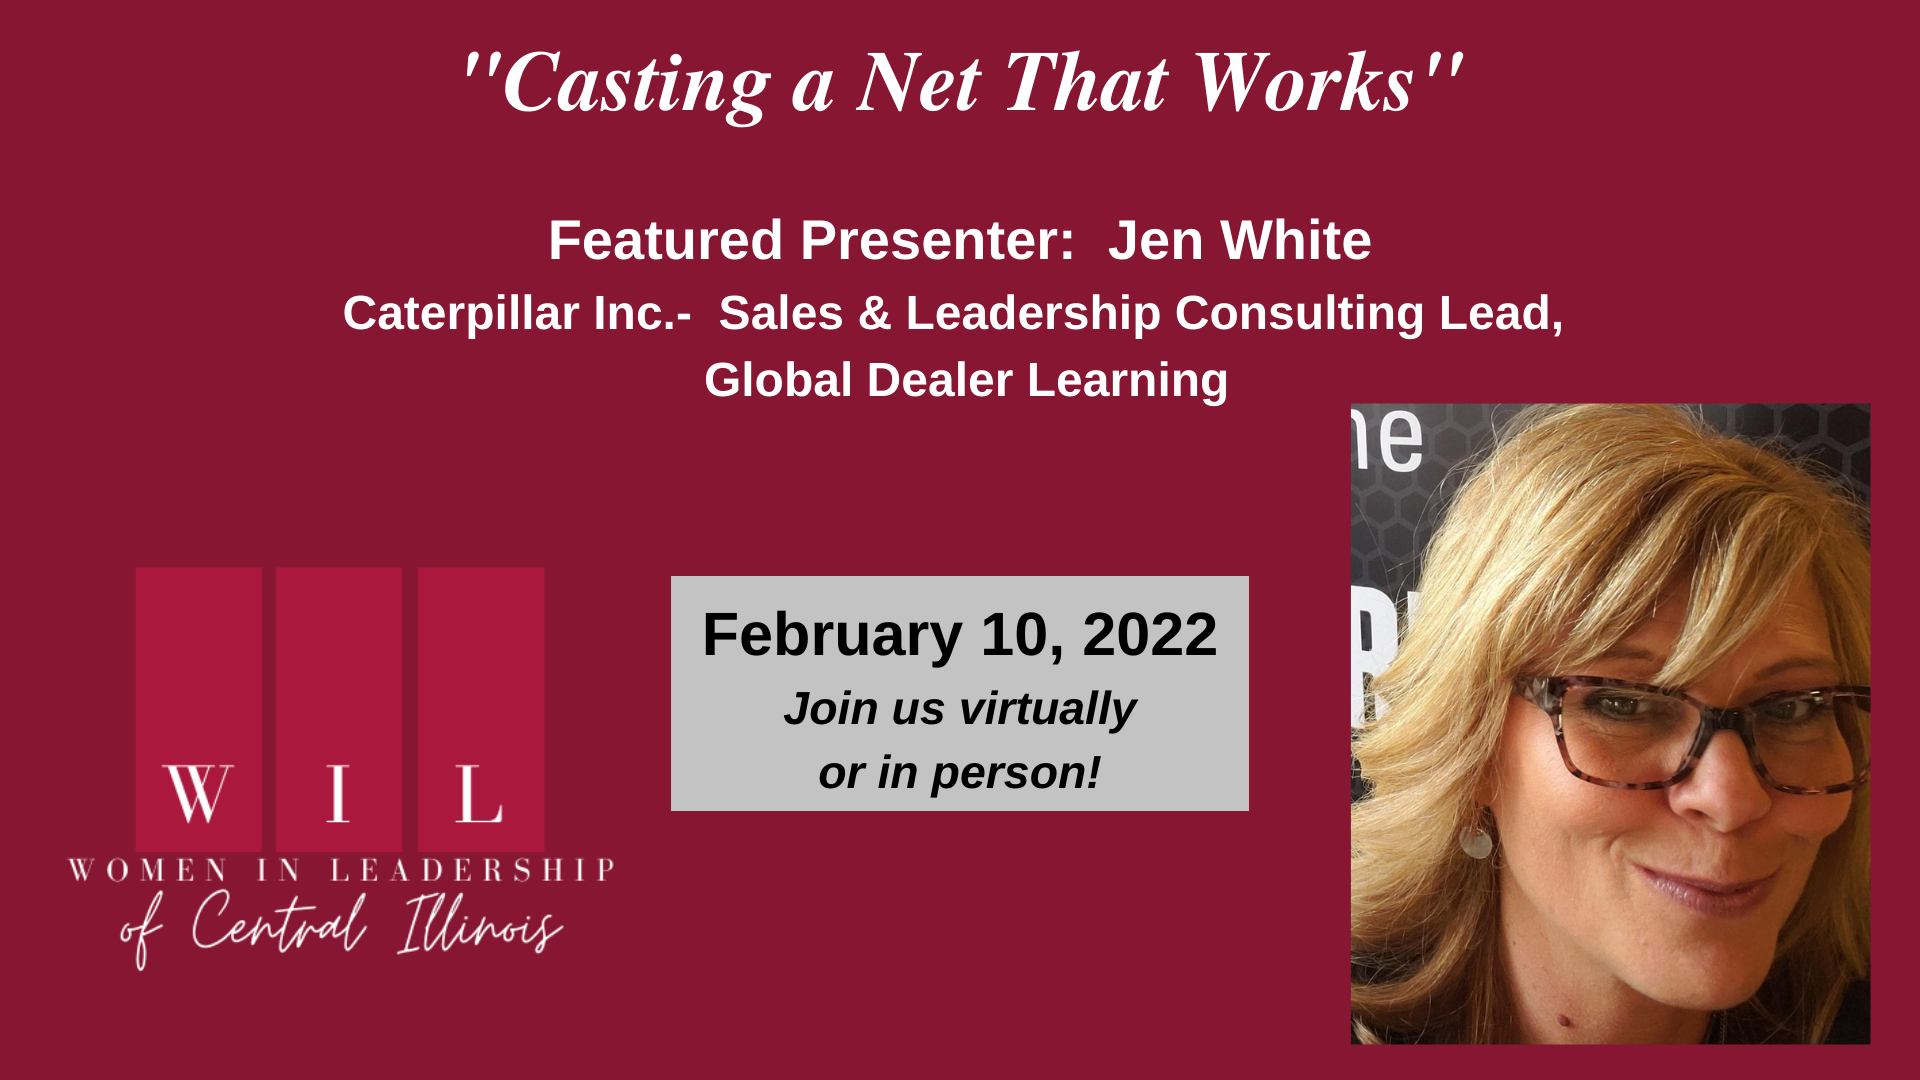 "Casting a Net That Works"
Featured Presenter:  Jen White
Caterpillar Inc.-  Sales & Leadership Consulting Lead,
Global Dealer Learning
ne
February 10, 2022
Join us virtually
or in person!
W I L
WOMEN IN LEADERSHIP
of Central Illinois